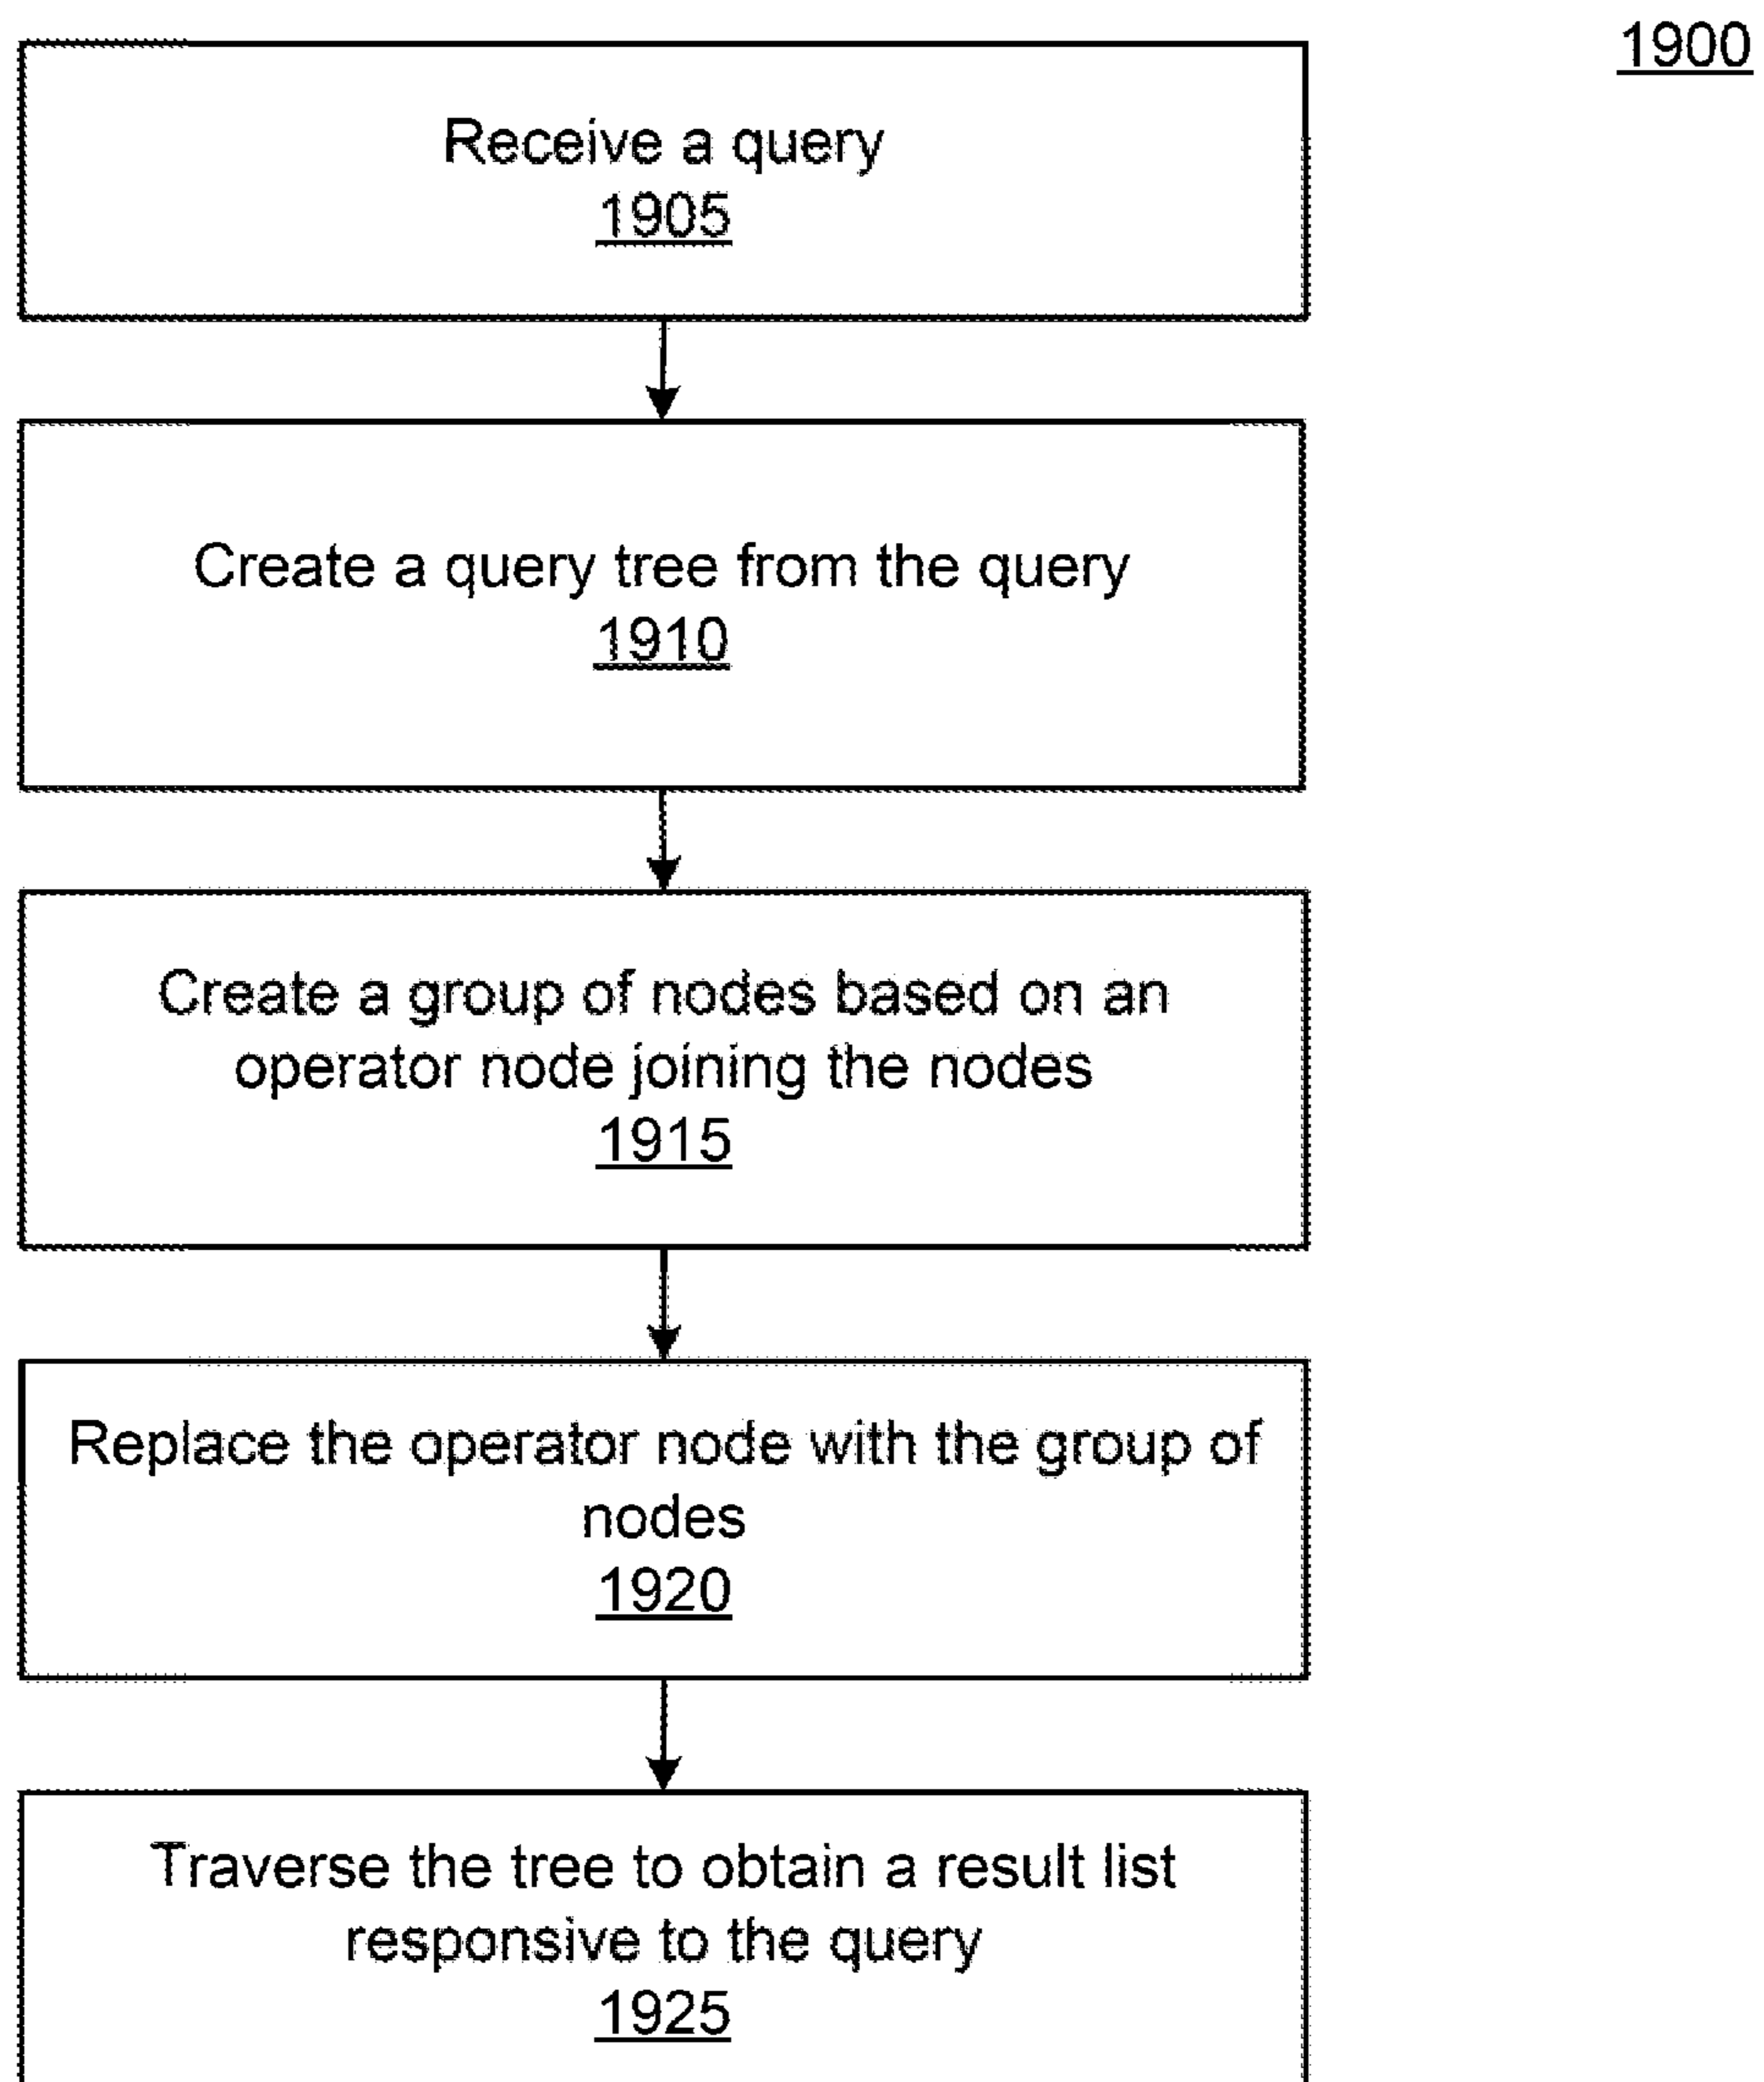 1900
Receive a query
1905
Create a query tree from the query
1910
Create a group of nodes based on an
operator node joining the nodes
1915
Replace the operator node with the group of
nodes
1920
Traverse the tree to obtain a result list
responsive to the query
1925